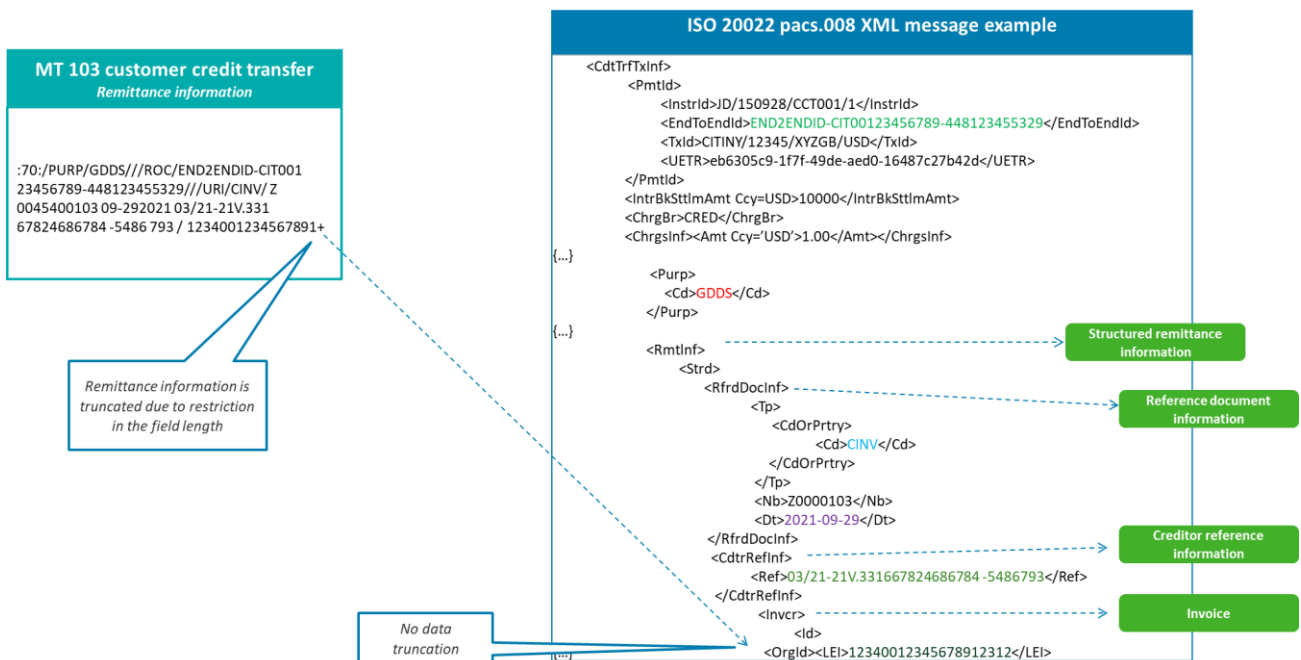 ISO 20022 pacs.008 XML message example
MT 103 customer credit transfer
Remittance information
:70:/PURP/GDDS///ROC/END2ENDID-CIT001
23456789-448123455329///URI/CINV/ Z
0045400103 09-292021 03/21-21V.331
67824686784 -5486 793 / 1234001234567891+
Remittance information is
truncated due to restriction
in the field length
<CdtTrfTxInf>
<PmtId>
<InstrId>JD/150928/CCT001/1</InstrId>
<EndToEndId>END2ENDID-CIT00123456789-448123455329</EndToEndId>
<TxId>CITINY/12345/XYZGB/USD</TxId>
<UETR>eb6305c9-1f7f-49de-aed0-16487c27b42d</UETR>
</PmtId>
<IntrBkSttlmAmt Ccy=USD>10000</IntrBkSttlmAmt>
<ChrgBr>CRED</ChrgBr>
<ChrgsInf><Amt Ccy='USD'>1.00</Amt></ChrgsInf>
{...}
<Purp>
<Cd>GDDS</Cd>
</Purp>
{...}
<RmtInf>
<Strd>
<RfrdDocInf>
<Tp>
<CdOrPrtry>
<Cd>CINV</Cd>
</CdOrPrtry>
</Tp>
<Nb>Z0000103</Nb>
<Dt>2021-09-29</Dt>
</RfrdDocInf>
<CdtrRefInf>
<Ref>03/21-21V.331667824686784 -5486793</Ref>
</CdtrRefInf>
<Invcr>
<Id>
<OrgId><LEI>12340012345678912312</LEI>
Structured remittance
information
Reference document
information
Creditor reference
information
Invoice
No data
truncation